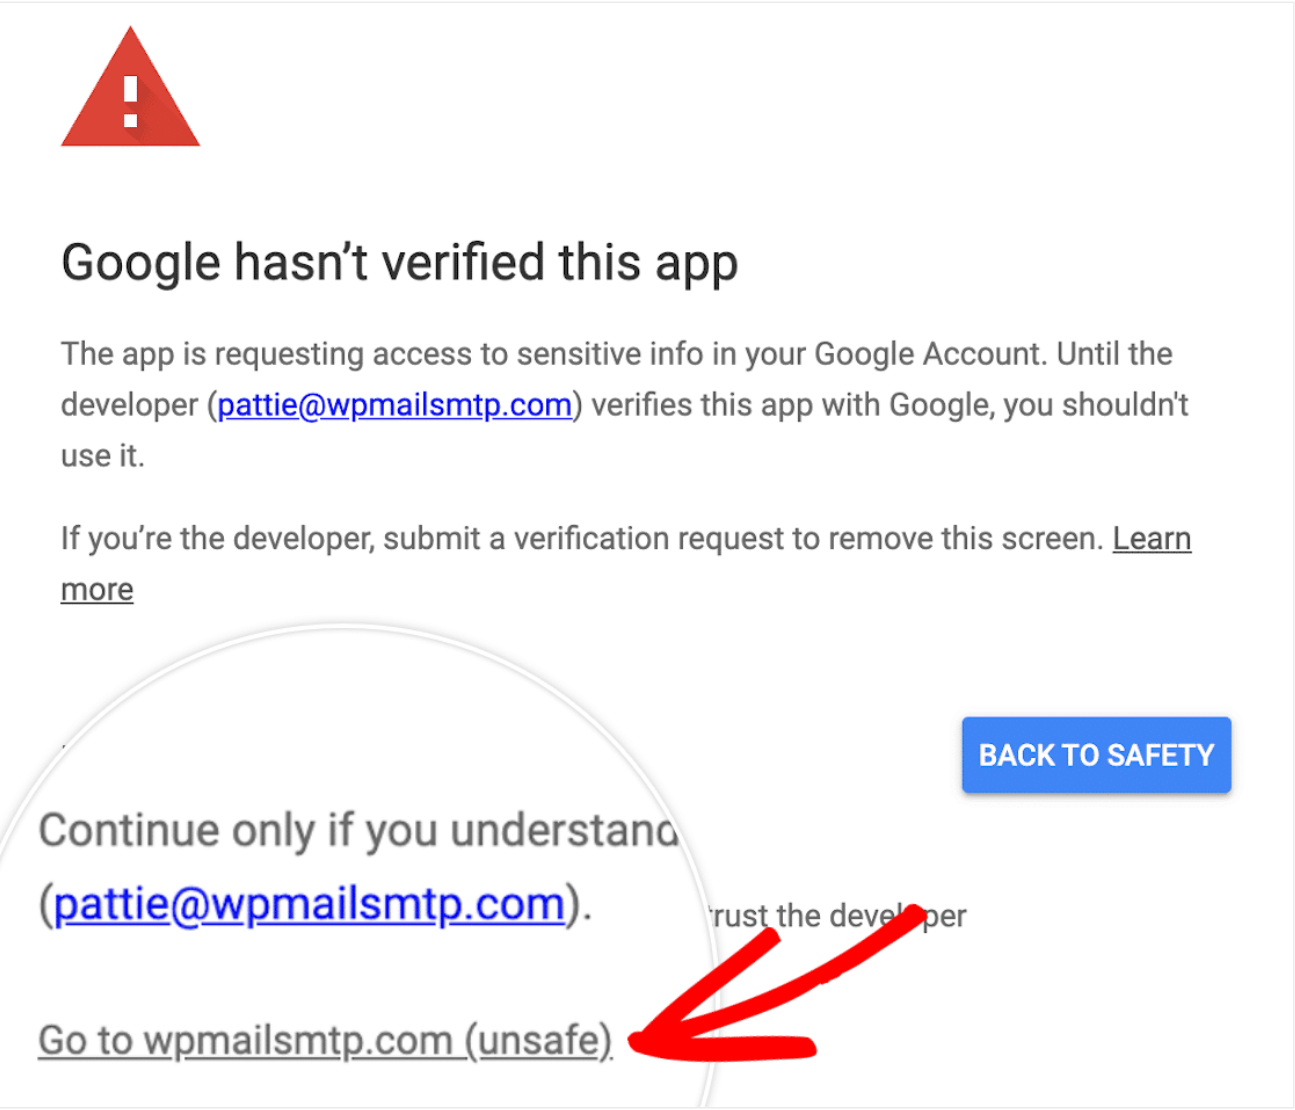 Google hasn’t verified this app
The app is requesting access to sensitive info in your Google Account. Until the
developer (pattie@wpmailsmtp.com) verifies this app with Google, you shouldn't
use it.
If you’re the developer, submit a verification request to remove this screen. Learn
more
BACK TO SAFETY
Continue only if you understand
(pattie@wpmailsmtp.com).
trust the developer
Go to wpmailsmtp.com (unsafe)